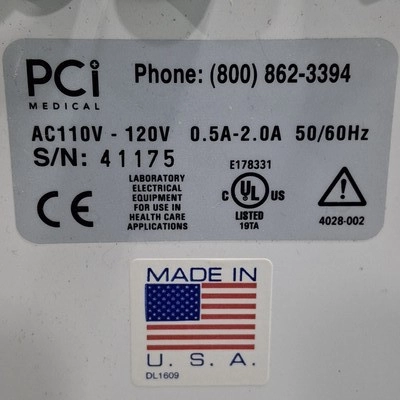 PCi
MEDICAL
Phone: (800) 862-3394
AC110V - 120V 0.5A-2.0A 50/60Hz
S/N: 41175
LABORATORY
ELECTRICAL
EQUIPMENT
FOR USE IN
HEALTH CARE
APPLICATIONS
CE
E178331
C UL US
LISTED
19TA
4028-002
MADE IN
U. S. A.
DL1609